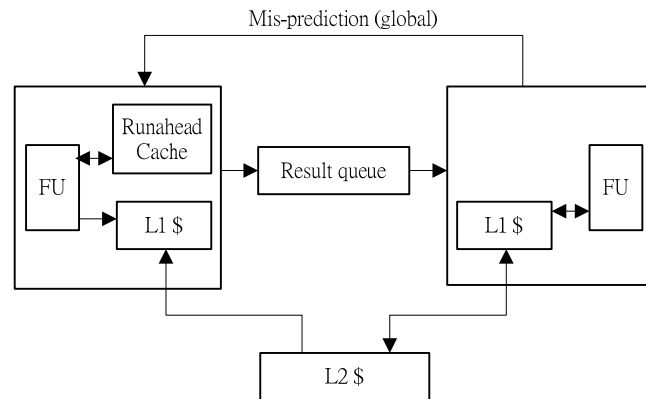 Mis-prediction (global)
Runahead
Cache
FU
L1 $
Result queue
FU
L1 $
L2 $